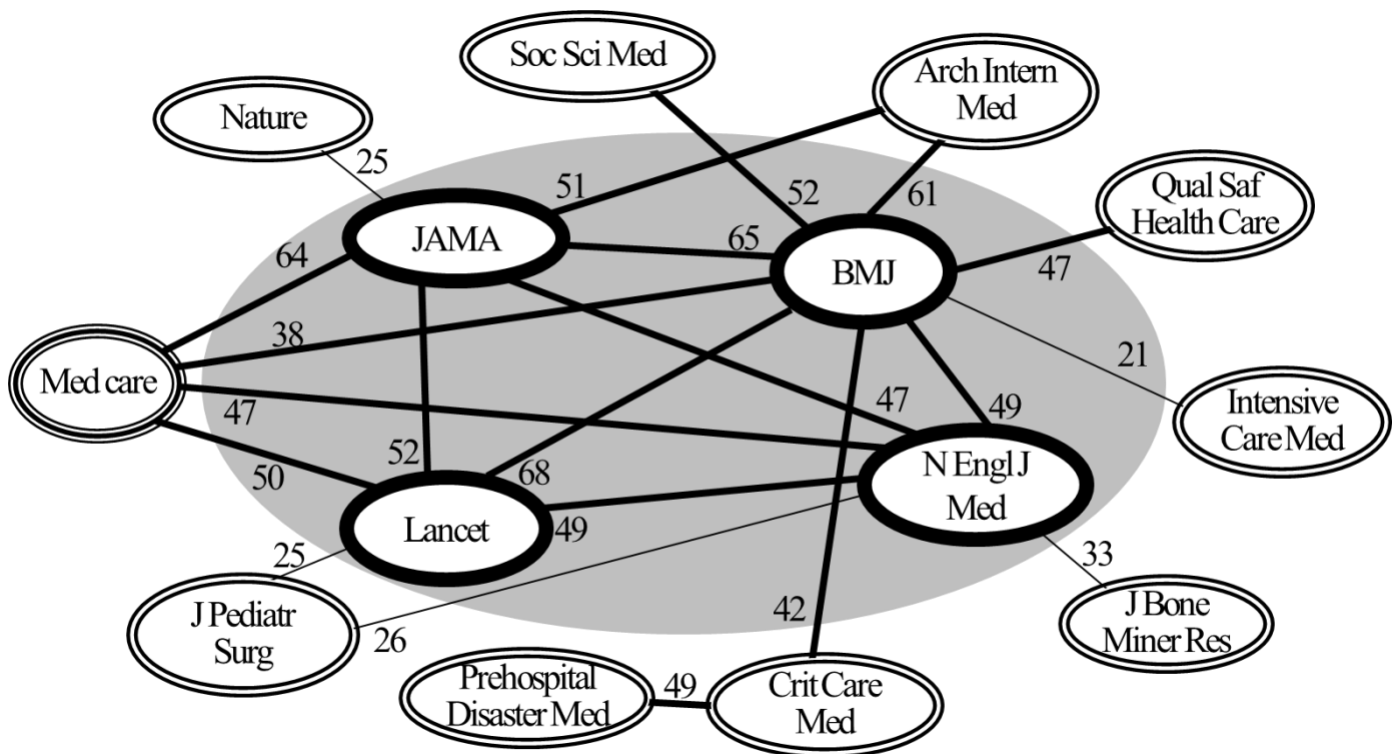 Soc Sci Med
Arch Intern
Med
Nature
25
51
52
61
Qual Saf
Health Care
JAMA
65
BMJ
47
64
38
21
Med care
47
47
49
Intensive
Care Med
50
52
68
N Engl J
Med
Lancet
49
25
33
42
J Pediatr
Surg
26
J Bone
Miner Res
Prehospital
Disaster Med
49
Crit Care
Med